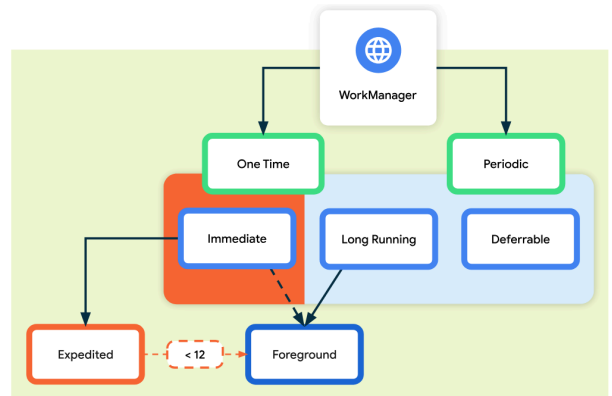 WorkManager
One Time
Periodic
Immediate
Long Running
Deferrable
Expedited
< 12
Foreground